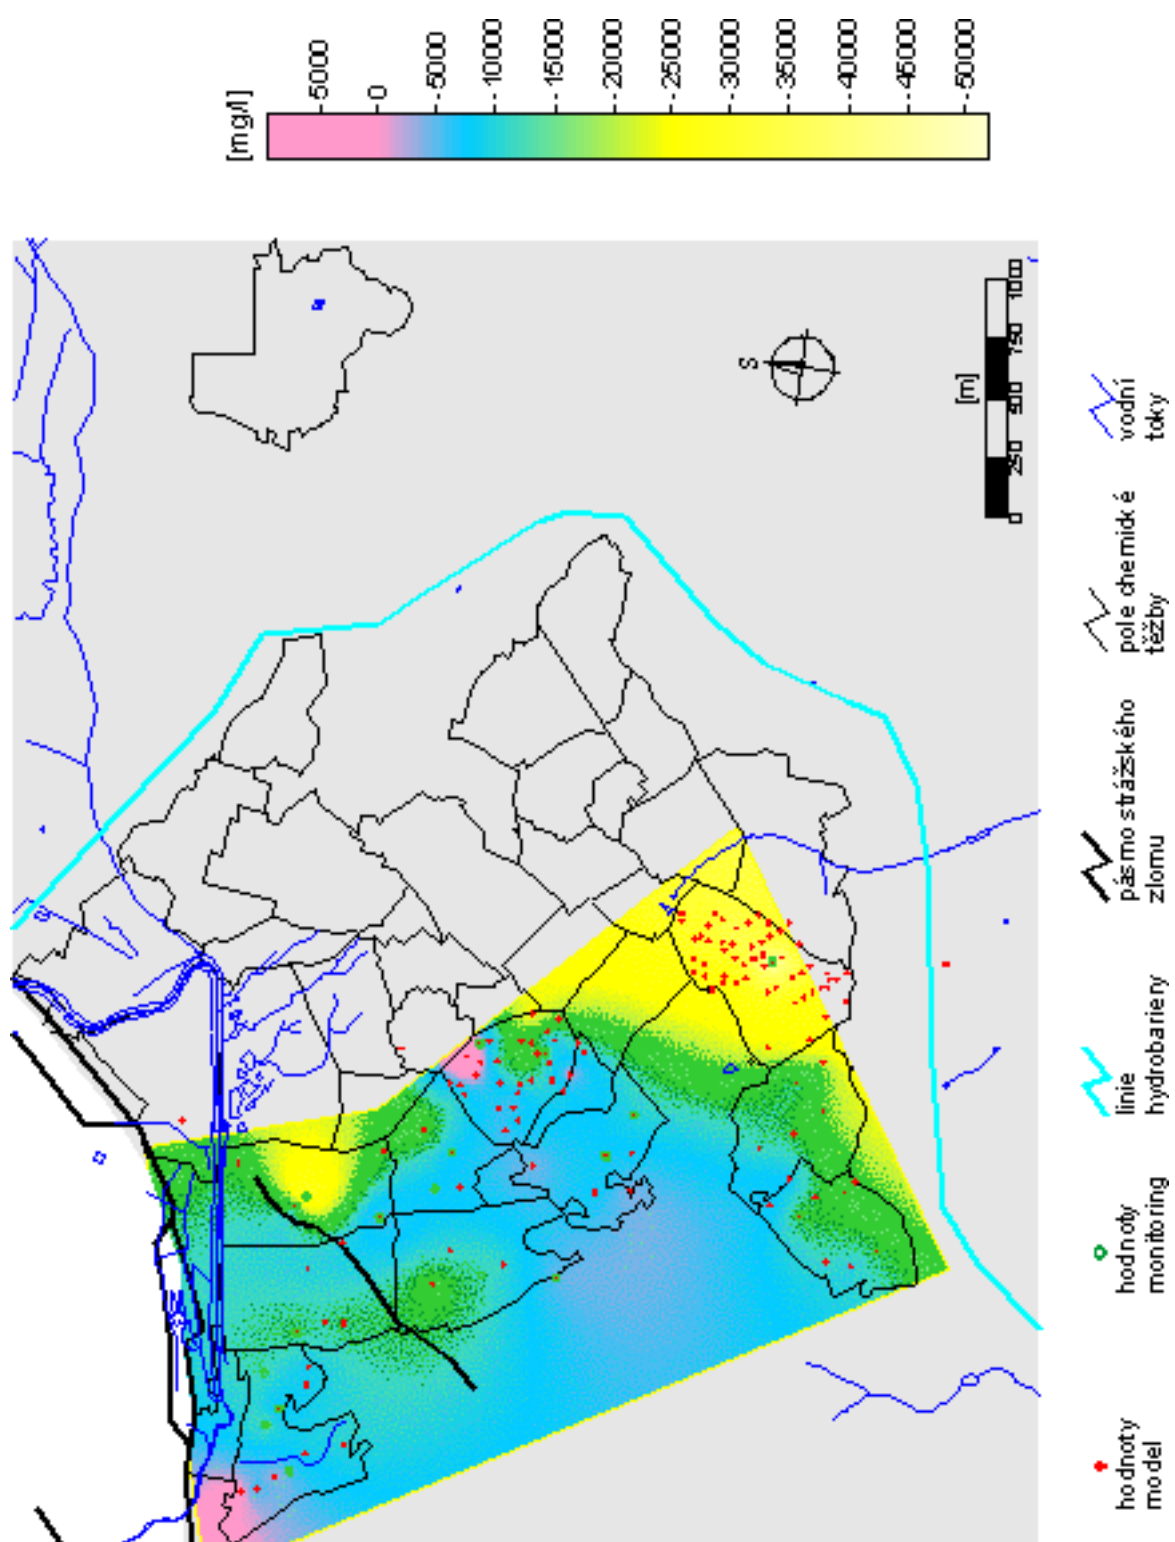 [mg/l]
5000
0
-5000
-10000
-15000
-20000
-25000
-30000
-35000
-40000
-45000
-50000
S
[m]
0
250
500
750
1000
hodnoty
model
hodnoty
monitoring
linie
hydrobariery
pásmo strážského
zlomu
pole chemické
těžby
vodní
toky